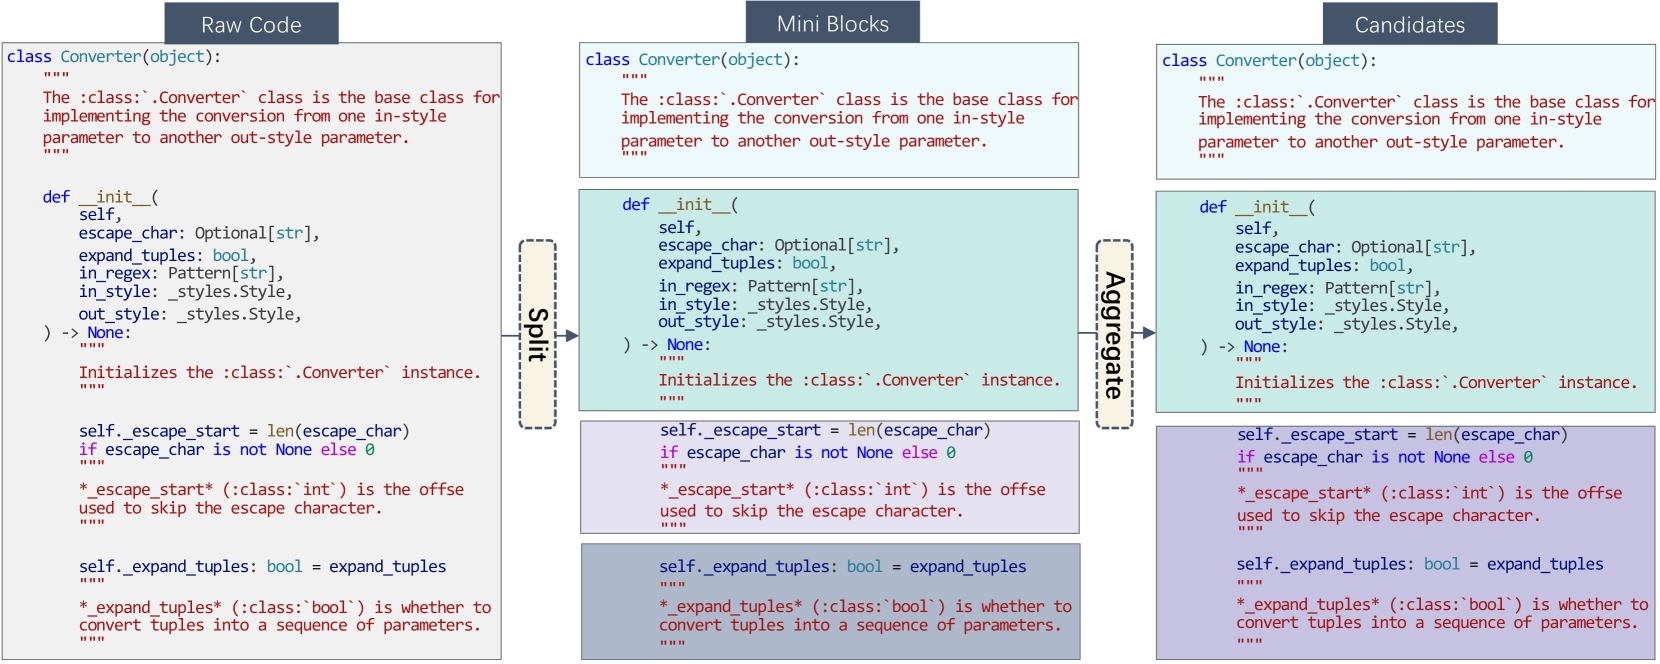 Raw Code
class Converter(object):
"""
The :class:`.Converter` class is the base class for
implementing the conversion from one in-style
parameter to another out-style parameter.
"""
def __init__(
self,
escape_char: Optional[str],
expand_tuples: bool,
in_regex: Pattern[str],
in_style: _styles.Style,
out_style: _styles.Style,
) -> None:
"""
Initializes the :class:`.Converter` instance.
"""
self._escape_start = len(escape_char)
if escape_char is not None else 0
"""
*_escape_start* (:class:`int`) is the offse
used to skip the escape character.
"""
self._expand_tuples: bool = expand_tuples
"""
*_expand_tuples* (:class:`bool`) is whether to
convert tuples into a sequence of parameters.
"""
Split
Mini Blocks
class Converter(object):
"""
The :class:`.Converter` class is the base class for
implementing the conversion from one in-style
parameter to another out-style parameter.
"""
def __init__(
self,
escape_char: Optional[str],
expand_tuples: bool,
in_regex: Pattern[str],
in_style: _styles.Style,
out_style: _styles.Style,
) -> None:
"""
Initializes the :class:`.Converter` instance.
"""
self._escape_start = len(escape_char)
if escape_char is not None else 0
"""
*_escape_start* (:class:`int`) is the offse
used to skip the escape character.
"""
self._expand_tuples: bool = expand_tuples
"""
*_expand_tuples* (:class:`bool`) is whether to
convert tuples into a sequence of parameters.
"""
Aggregate
Candidates
class Converter(object):
"""
The :class:`.Converter` class is the base class for
implementing the conversion from one in-style
parameter to another out-style parameter.
"""
def __init__(
self,
escape_char: Optional[str],
expand_tuples: bool,
in_regex: Pattern[str],
in_style: _styles.Style,
out_style: _styles.Style,
) -> None:
"""
Initializes the :class:`.Converter` instance.
"""
self._escape_start = len(escape_char)
if escape_char is not None else 0
"""
*_escape_start* (:class:`int`) is the offse
used to skip the escape character.
"""
self._expand_tuples: bool = expand_tuples
"""
*_expand_tuples* (:class:`bool`) is whether to
convert tuples into a sequence of parameters.
"""